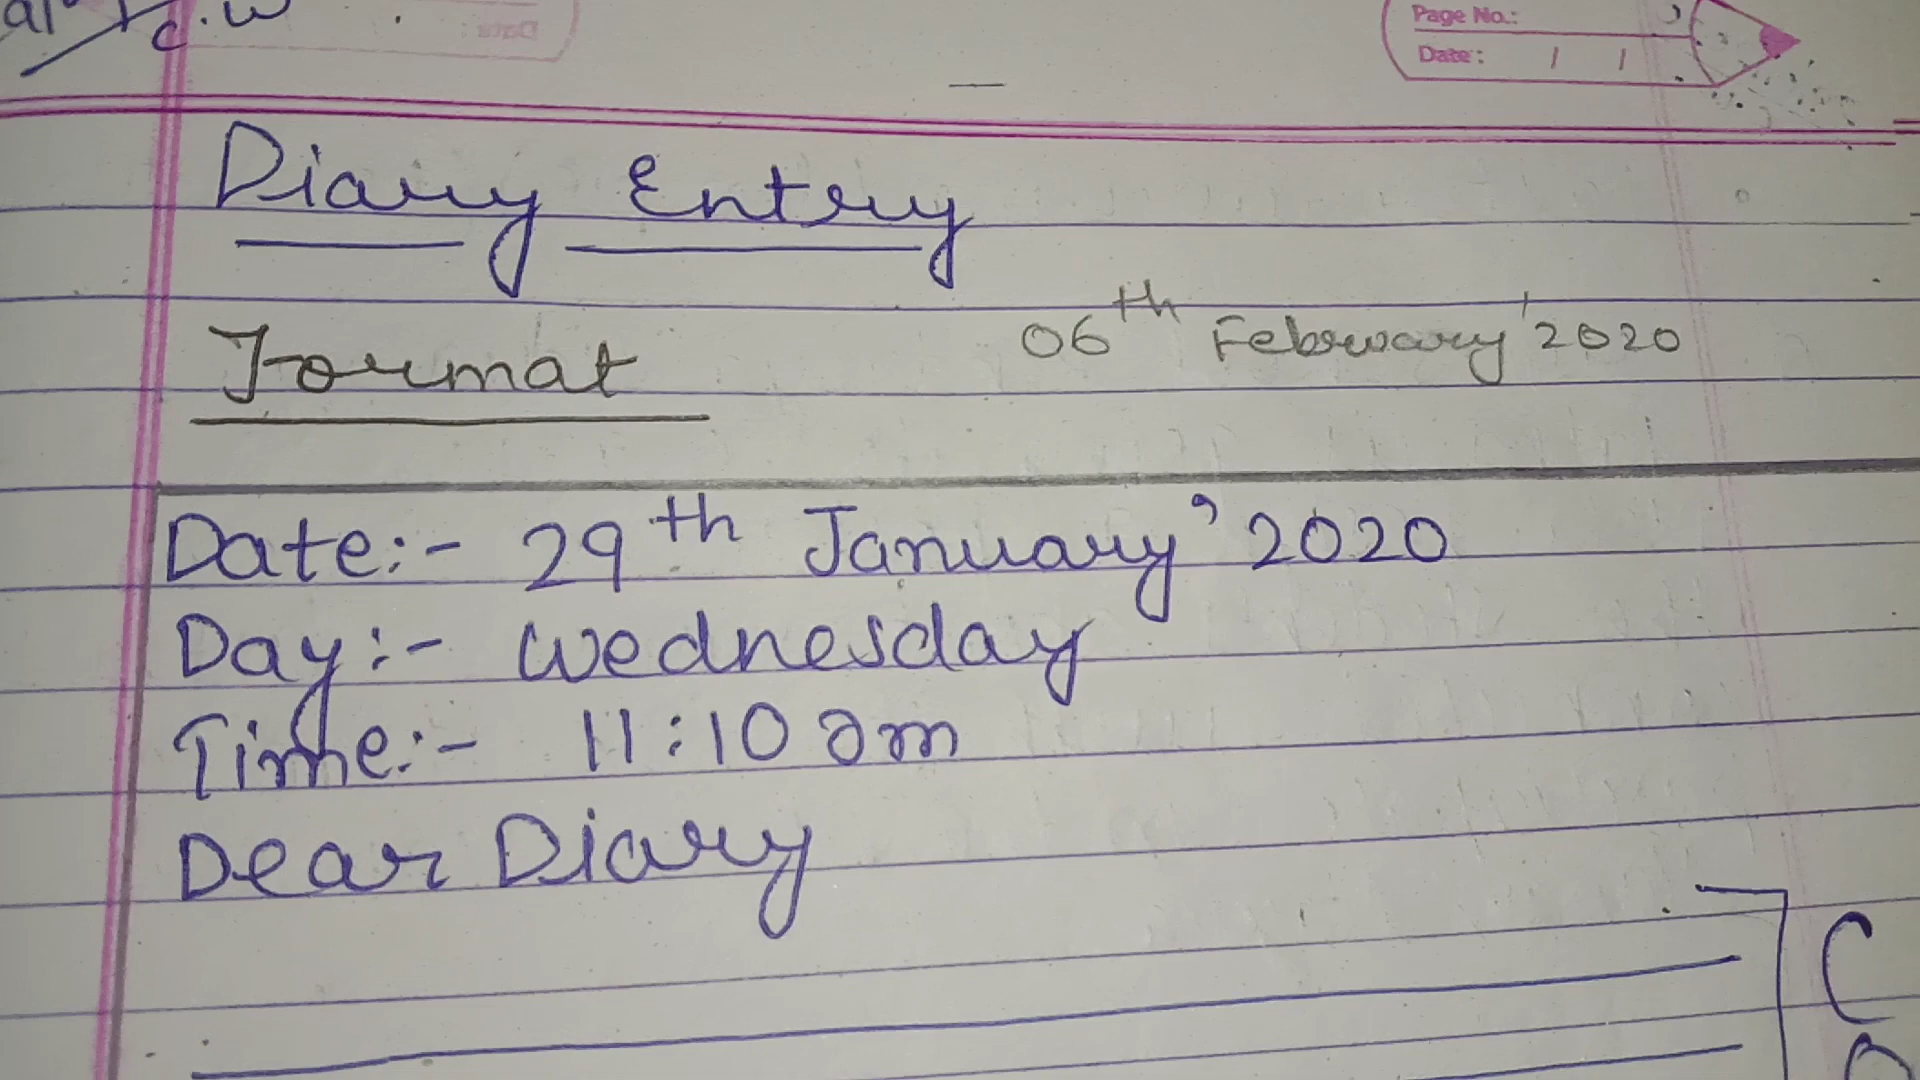 c.w
Page No.:
Date: / /
Diary Entry
Format 06th February'2020
Date:- 29th January'2020
Day:- Wednesday
Time:- 11:10 am
Dear Diary
C